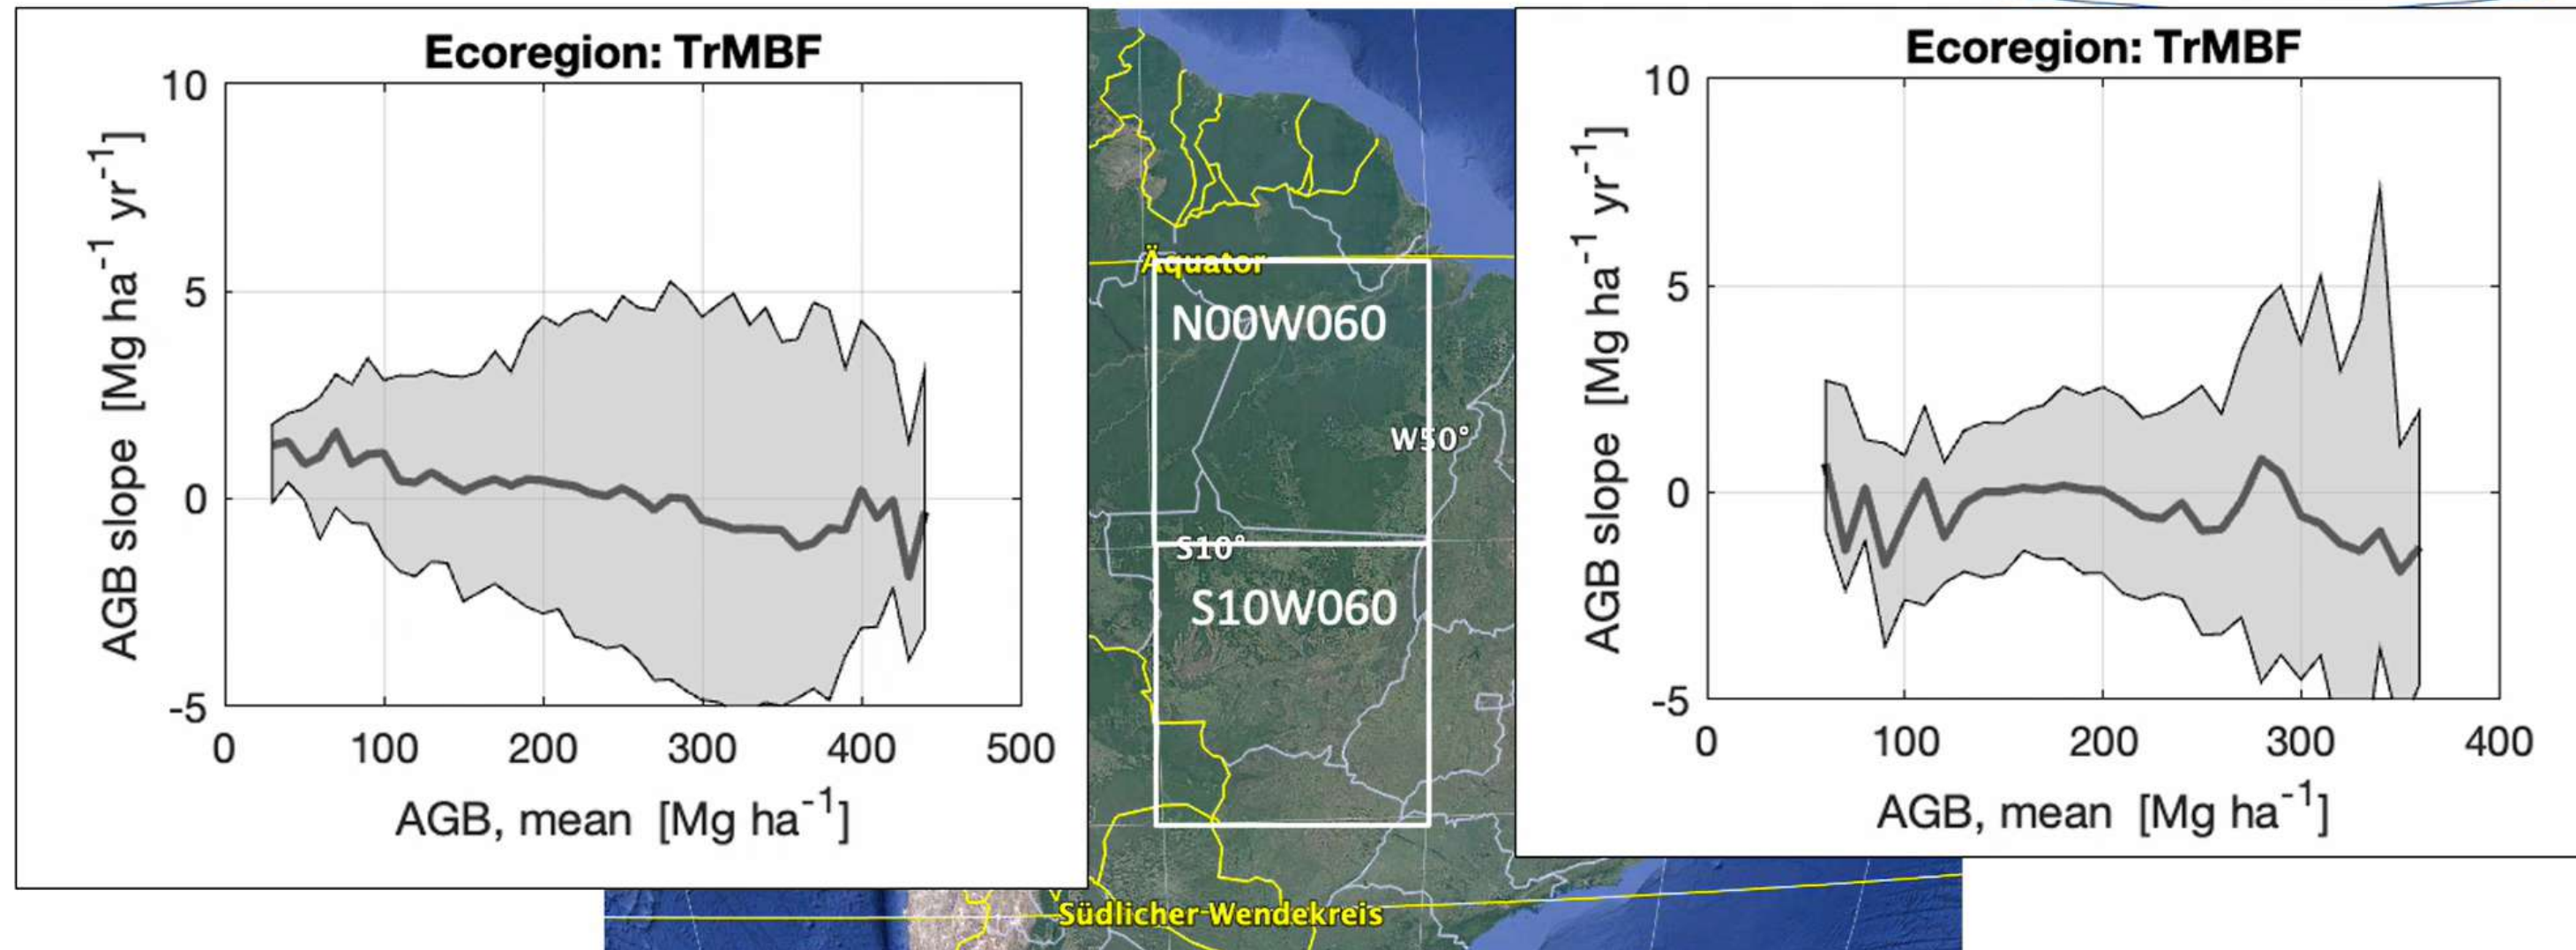 Ecoregion: TrMBF
10
5
0
-5
AGB slope [Mg ha⁻¹ yr⁻¹]
0 100 200 300 400 500
AGB, mean [Mg ha⁻¹]
Äquator
N00W060
W50°
S10°
S10W060
Südlicher-Wendekreis
Ecoregion: TrMBF
10
5
0
-5
AGB slope [Mg ha⁻¹ yr⁻¹]
0 100 200 300 400
AGB, mean [Mg ha⁻¹]